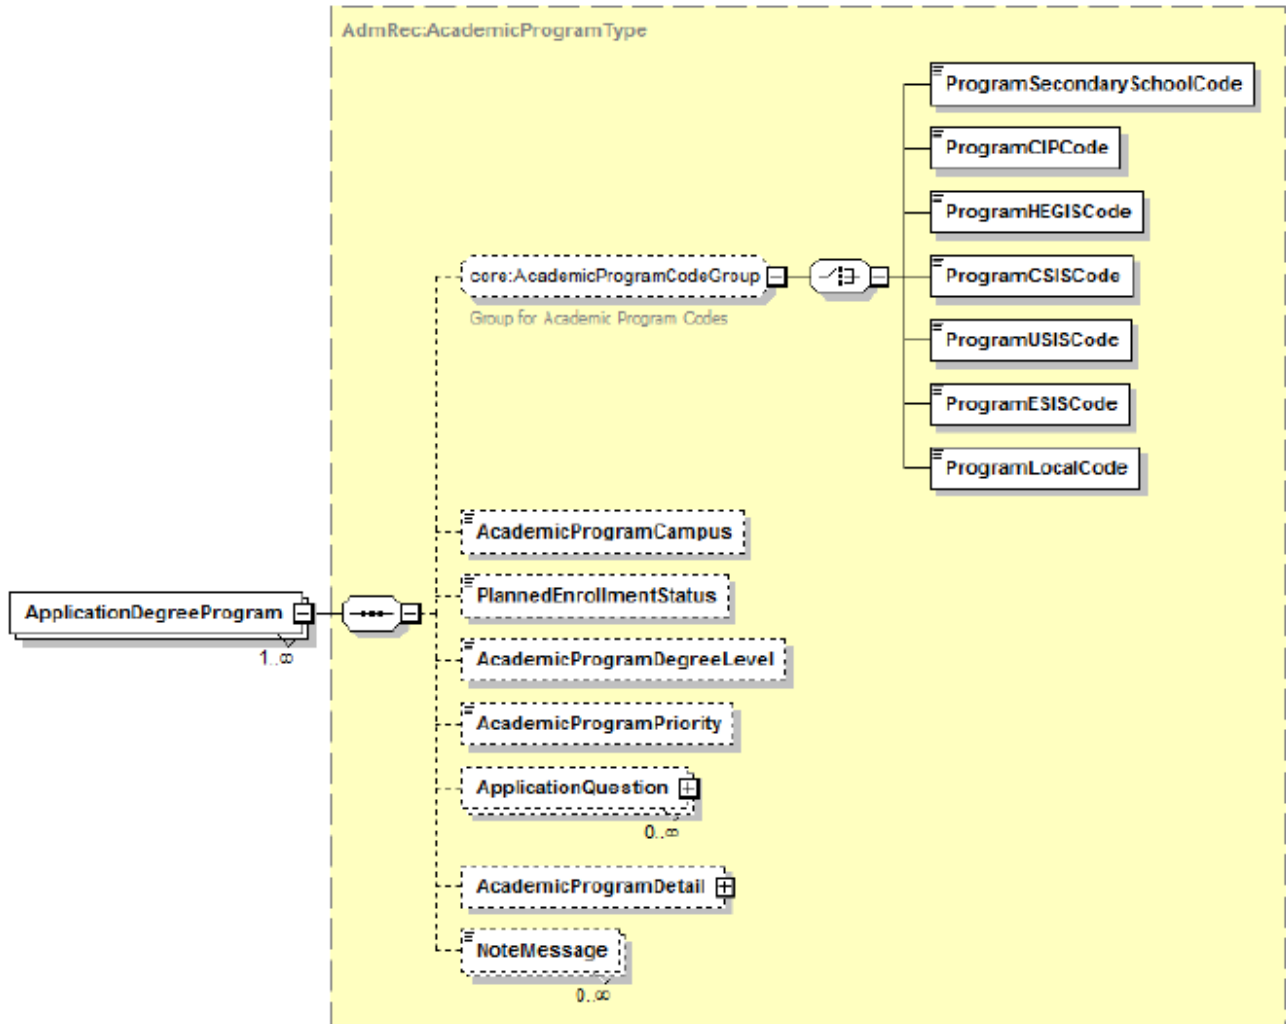 AdmRec:AcademicProgramType
ProgramSecondarySchoolCode
ProgramCIPCode
ProgramHEGISCode
core:AcademicProgramCodeGroup
ProgramCSISCode
Group for Academic Program Codes
ProgramUSISCode
ProgramESISCode
ProgramLocalCode
AcademicProgramCampus
PlannedEnrollmentStatus
ApplicationDegreeProgram
1..∞
AcademicProgramDegreeLevel
AcademicProgramPriority
ApplicationQuestion
0..∞
AcademicProgramDetail
NoteMessage
0..∞